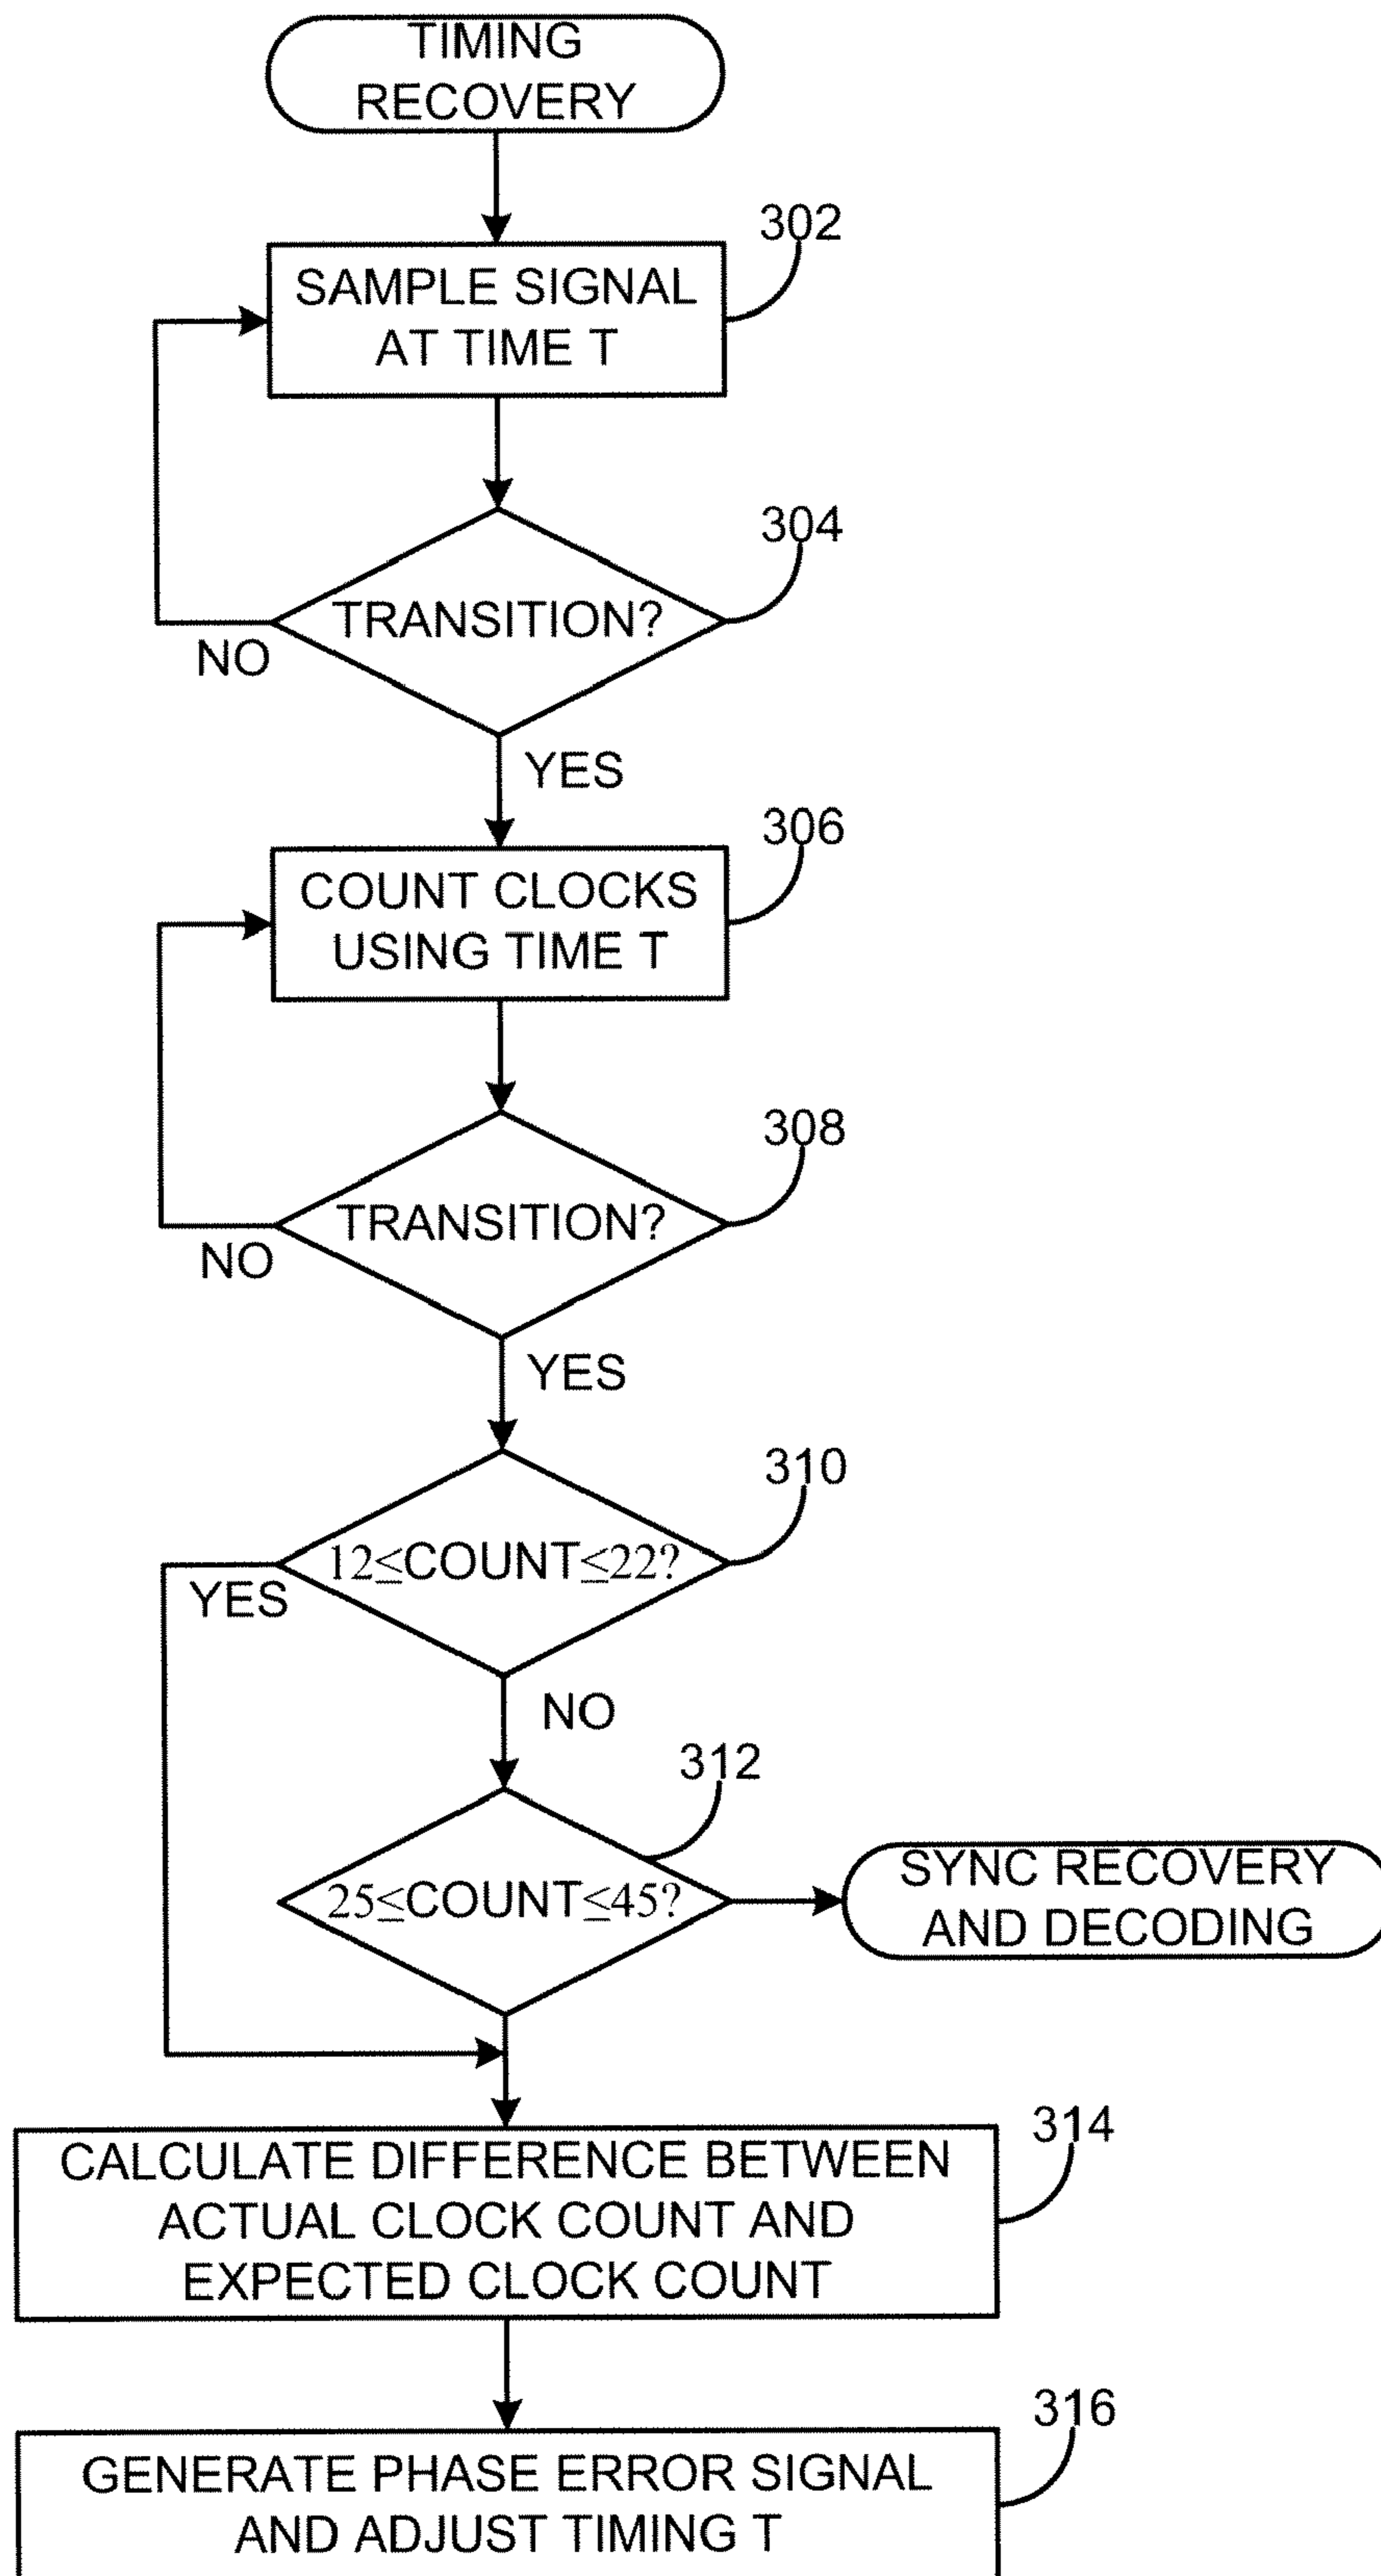 TIMING
RECOVERY
302
SAMPLE SIGNAL
AT TIME T
304
TRANSITION?
NO
YES
306
COUNT CLOCKS
USING TIME T
308
TRANSITION?
NO
YES
310
12≤COUNT≤22?
YES
NO
312
25≤COUNT≤45?
SYNC RECOVERY
AND DECODING
314
CALCULATE DIFFERENCE BETWEEN
ACTUAL CLOCK COUNT AND
EXPECTED CLOCK COUNT
316
GENERATE PHASE ERROR SIGNAL
AND ADJUST TIMING T